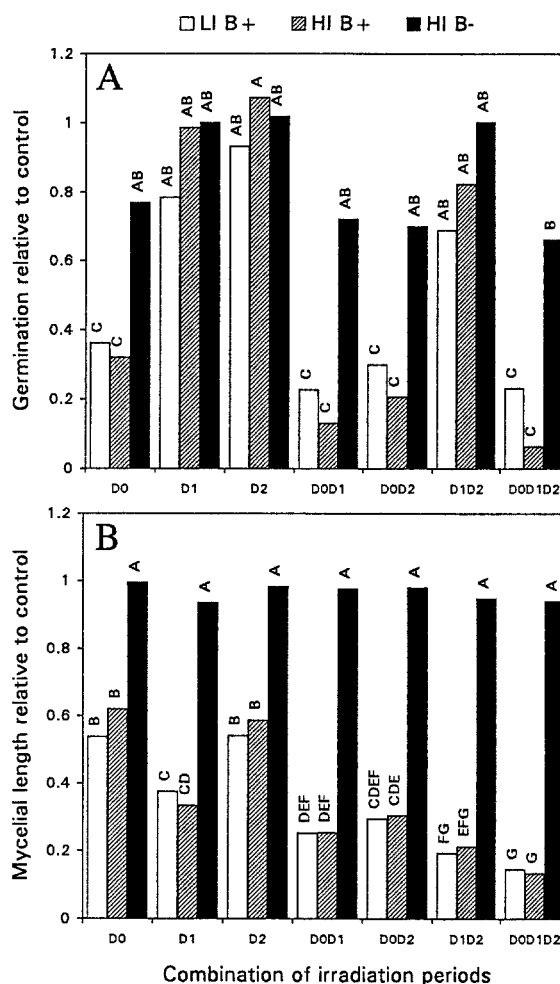 LI B+ HI B+ HI B-
A
Germination relative to control
1.2
1
0.8
0.6
0.4
0.2
0
C C AB
AB AB AB
AB A AB
C C AB
C C AB
AB AB AB
C C B
D0 D1 D2 D0D1 D0D2 D1D2 D0D1D2
B
Mycelial length relative to control
1.2
1
0.8
0.6
0.4
0.2
0
B B A
C CD A
B B A
DEF DEF A
CDEF CDE A
FG EFG A
G G A
D0 D1 D2 D0D1 D0D2 D1D2 D0D1D2
Combination of irradiation periods